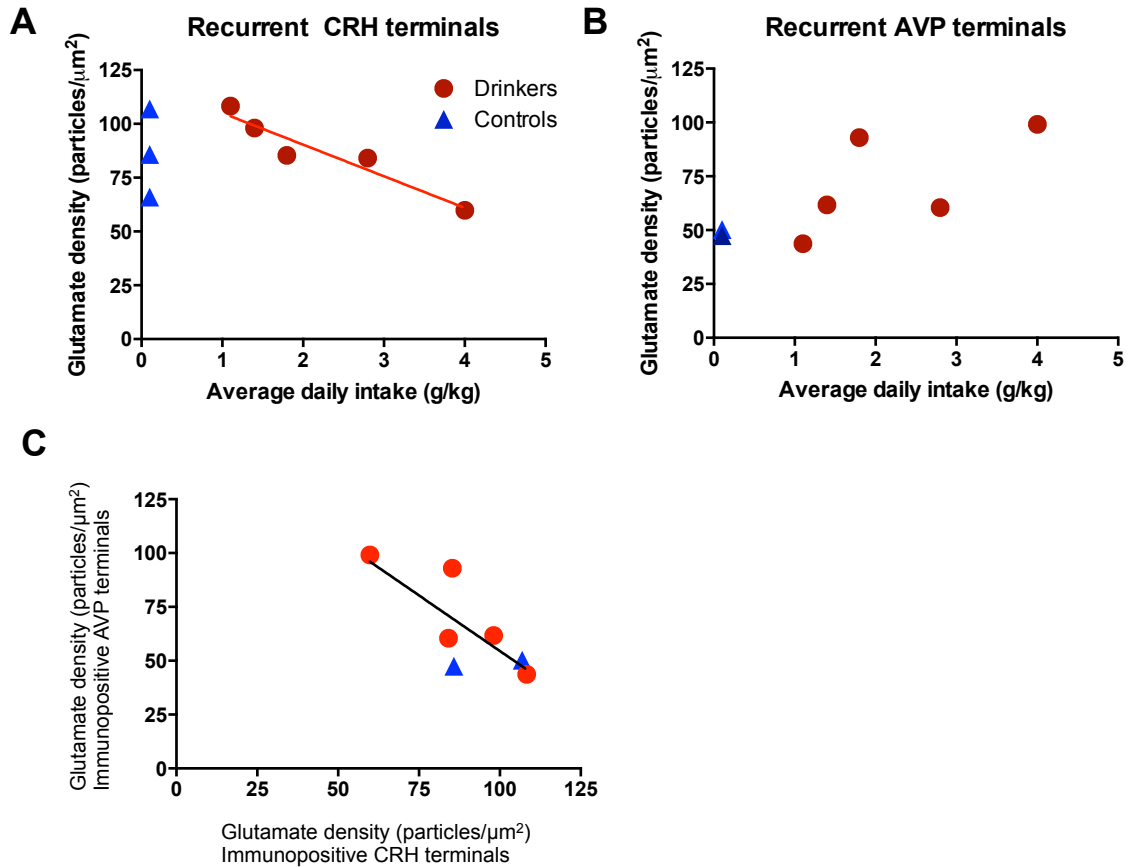 A
Recurrent CRH terminals
Glutamate density (particles/µm²)
125
100
75
50
25
0
0 1 2 3 4 5
Average daily intake (g/kg)
Drinkers
Controls
B
Recurrent AVP terminals
Glutamate density (particles/µm²)
125
100
75
50
25
0
0 1 2 3 4 5
Average daily intake (g/kg)
C
Glutamate density (particles/µm²)
Immunopositive AVP terminals
125
100
75
50
25
0
0 25 50 75 100 125
Glutamate density (particles/µm²)
Immunopositive CRH terminals